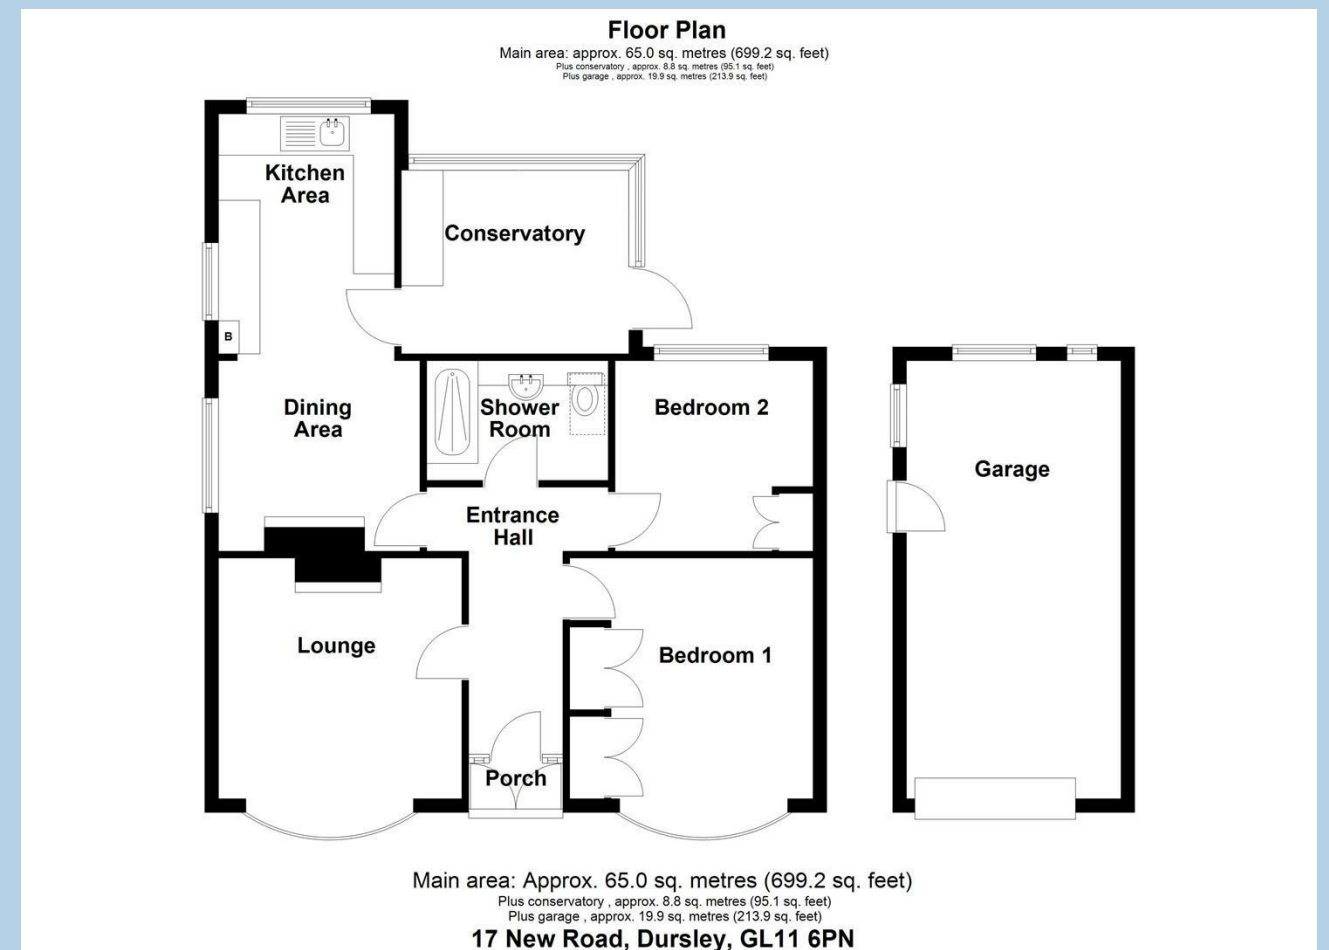 Floor Plan
Main area: approx. 65.0 sq. metres (699.2 sq. feet)
Plus conservatory , approx. 8.8 sq. metres (95.1 sq. feet)
Plus garage , approx. 19.9 sq. metres (213.9 sq. feet)
Kitchen
Area
Conservatory
B
Dining
Area
Shower
Room
Bedroom 2
Garage
Entrance
Hall
Lounge
Bedroom 1
Porch
Main area: Approx. 65.0 sq. metres (699.2 sq. feet)
Plus conservatory , approx. 8.8 sq. metres (95.1 sq. feet)
Plus garage , approx. 19.9 sq. metres (213.9 sq. feet)
17 New Road, Dursley, GL11 6PN